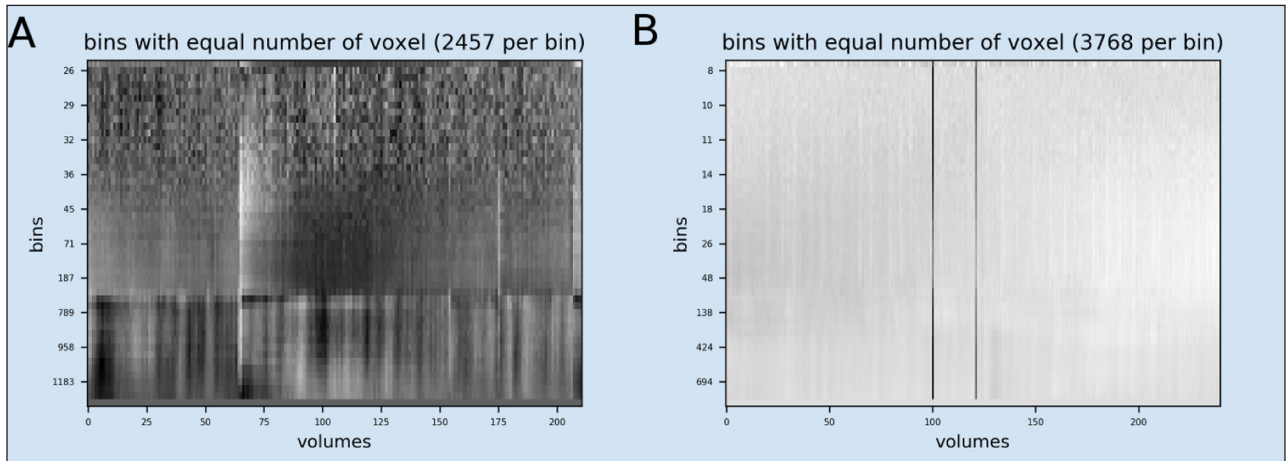 A
bins with equal number of voxel (2457 per bin)
bins
26
29
32
36
45
71
187
789
958
1183
0 25 50 75 100 125 150 175 200
volumes
B
bins with equal number of voxel (3768 per bin)
bins
8
10
11
14
18
26
48
138
424
694
0 50 100 150 200
volumes